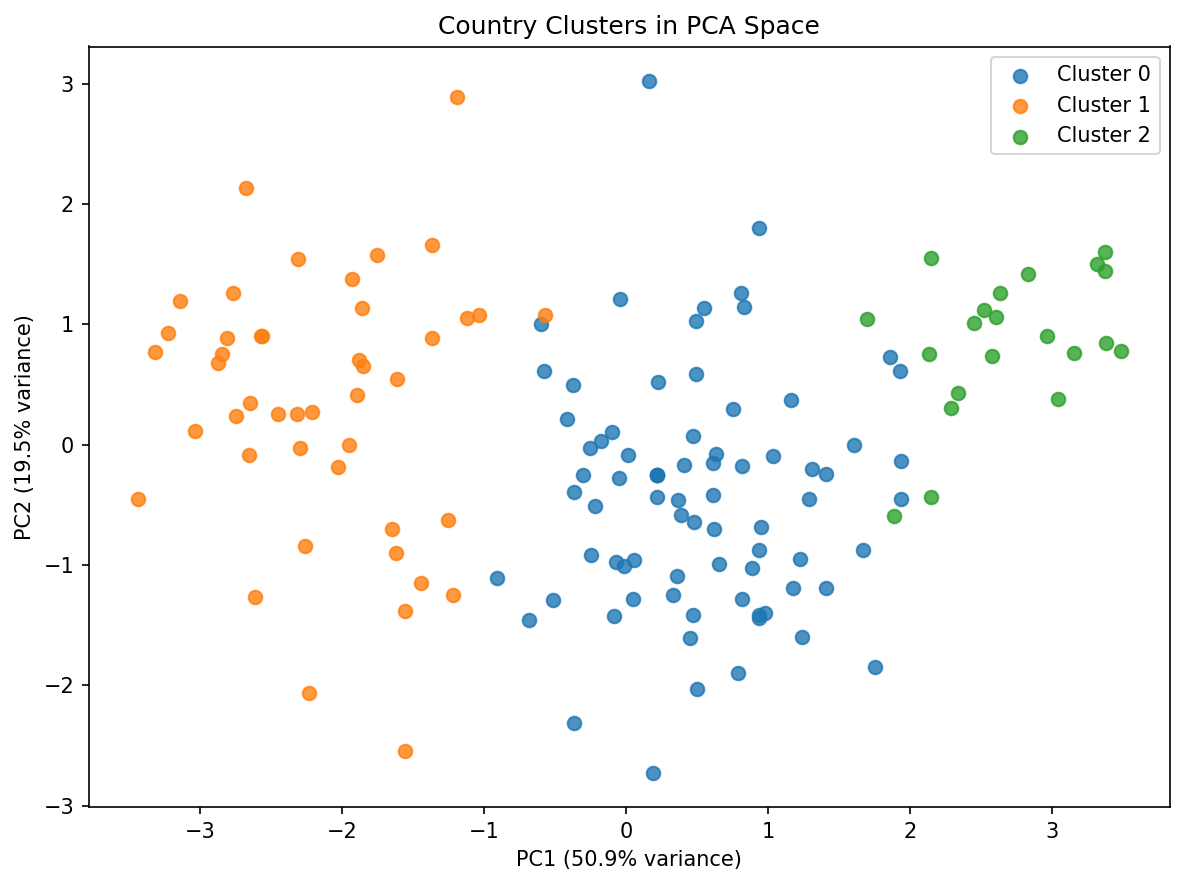 Country Clusters in PCA Space
Cluster 0
Cluster 1
Cluster 2
3
2
1
0
−1
−2
−3
PC2 (19.5% variance)
−3 −2 −1 0 1 2 3
PC1 (50.9% variance)